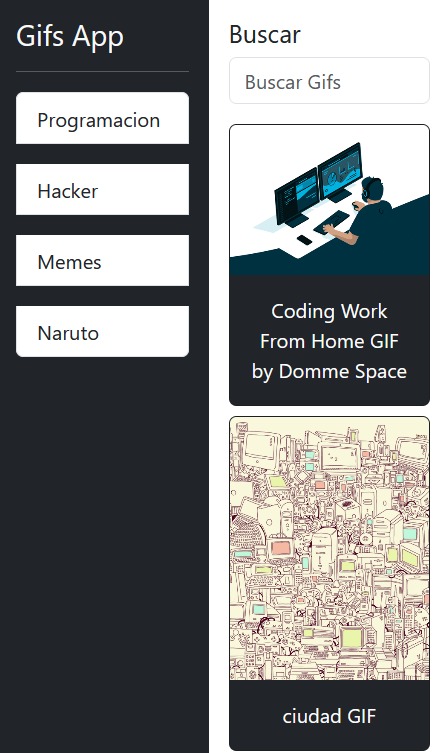 Gifs App
Programacion
Hacker
Memes
Naruto
Buscar
Buscar Gifs
Coding Work
From Home GIF
by Domme Space
ciudad GIF